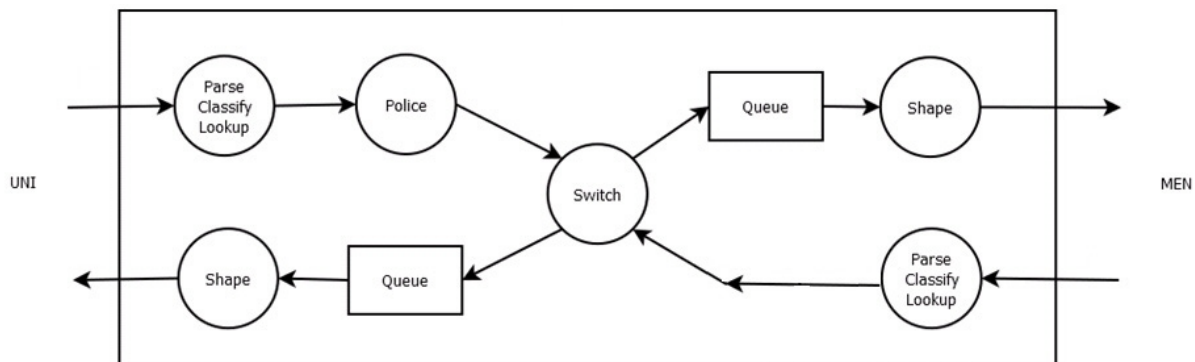 Parse
Classify
Lookup
Police
Queue
Shape
UNI
Switch
MEN
Shape
Queue
Parse
Classify
Lookup